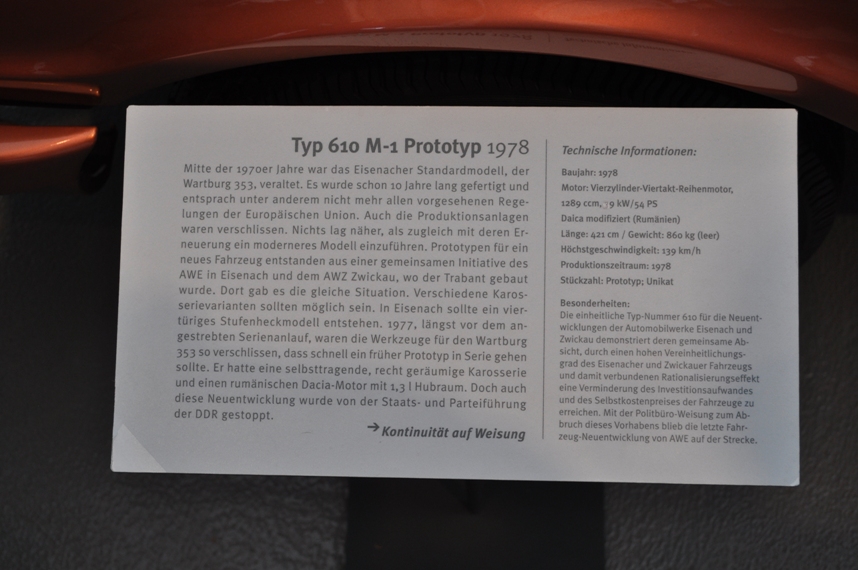 Typ 610 M-1 Prototyp 1978
Mitte der 1970er Jahre war das Eisenacher Standardmodell, der
Wartburg 353, veraltet. Es wurde schon 10 Jahre lang gefertigt und
entsprach unter anderem nicht mehr allen vorgesehenen Rege-
lungen der Europäischen Union. Auch die Produktionsanlagen
waren verschlissen. Nichts lag näher, als zugleich mit deren Er-
neuerung ein moderneres Modell einzuführen. Prototypen für ein
neues Fahrzeug entstanden aus einer gemeinsamen Initiative des
AWE in Eisenach und dem AWZ Zwickau, wo der Trabant gebaut
wurde. Dort gab es die gleiche Situation. Verschiedene Karos-
serievarianten sollten möglich sein. In Eisenach sollte ein vier-
türiges Stufenheckmodell entstehen. 1977, längst vor dem an-
gestrebten Serienanlauf, waren die Werkzeuge für den Wartburg
353 so verschlissen, dass schnell ein früher Prototyp in Serie gehen
sollte. Er hatte eine selbsttragende, recht geräumige Karosserie
und einen rumänischen Dacia-Motor mit 1,3 l Hubraum. Doch auch
diese Neuentwicklung wurde von der Staats- und Parteiführung
der DDR gestoppt.
→Kontinuität auf Weisung
Technische Informationen:
Baujahr: 1978
Motor: Vierzylinder-Viertakt-Reihenmotor,
1289 ccm, 9 kW/54 PS
Daica modifiziert (Rumänien)
Länge: 421 cm / Gewicht: 860 kg (leer)
Höchstgeschwindigkeit: 139 km/h
Produktionszeitraum: 1978
Stückzahl: Prototyp; Unikat
Besonderheiten:
Die einheitliche Typ-Nummer 610 für die Neuent-
wicklungen der Automobilwerke Eisenach und
Zwickau demonstriert deren gemeinsame Ab-
sicht, durch einen hohen Vereinheitlichungs-
grad des Eisenacher und Zwickauer Fahrzeugs
und damit verbundenen Rationalisierungseffekt
eine Verminderung des Investitionsaufwandes
und des Selbstkostenpreises der Fahrzeuge zu
erreichen. Mit der Politbüro-Weisung zum Ab-
bruch dieses Vorhabens blieb die letzte Fahr-
zeug-Neuentwicklung von AWE auf der Strecke.